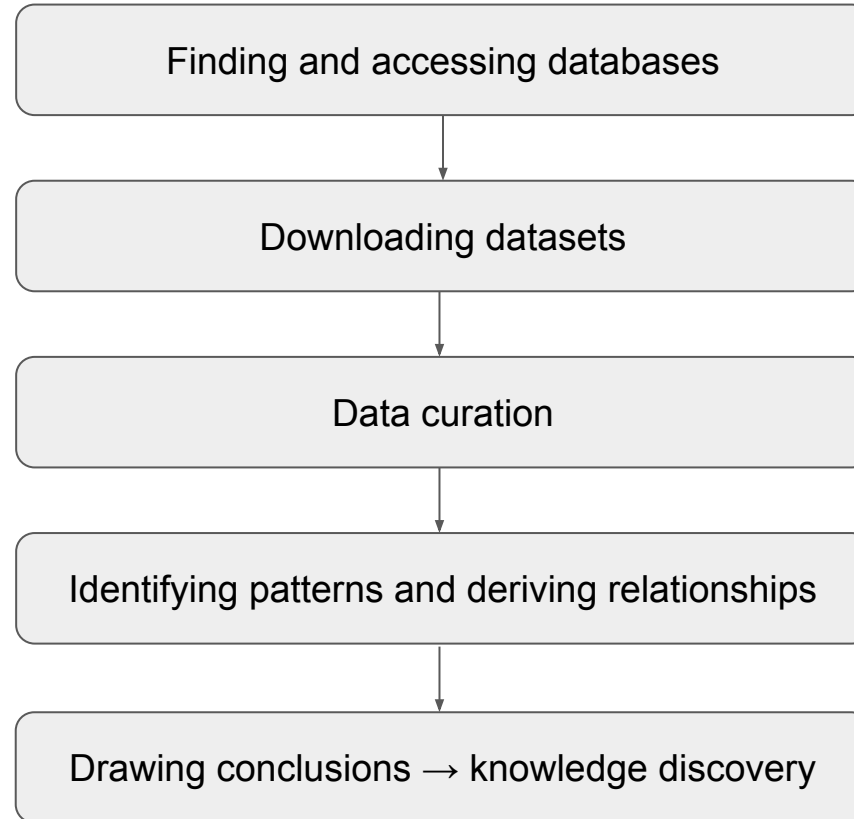 Finding and accessing databases
Downloading datasets
Data curation
Identifying patterns and deriving relationships
Drawing conclusions → knowledge discovery